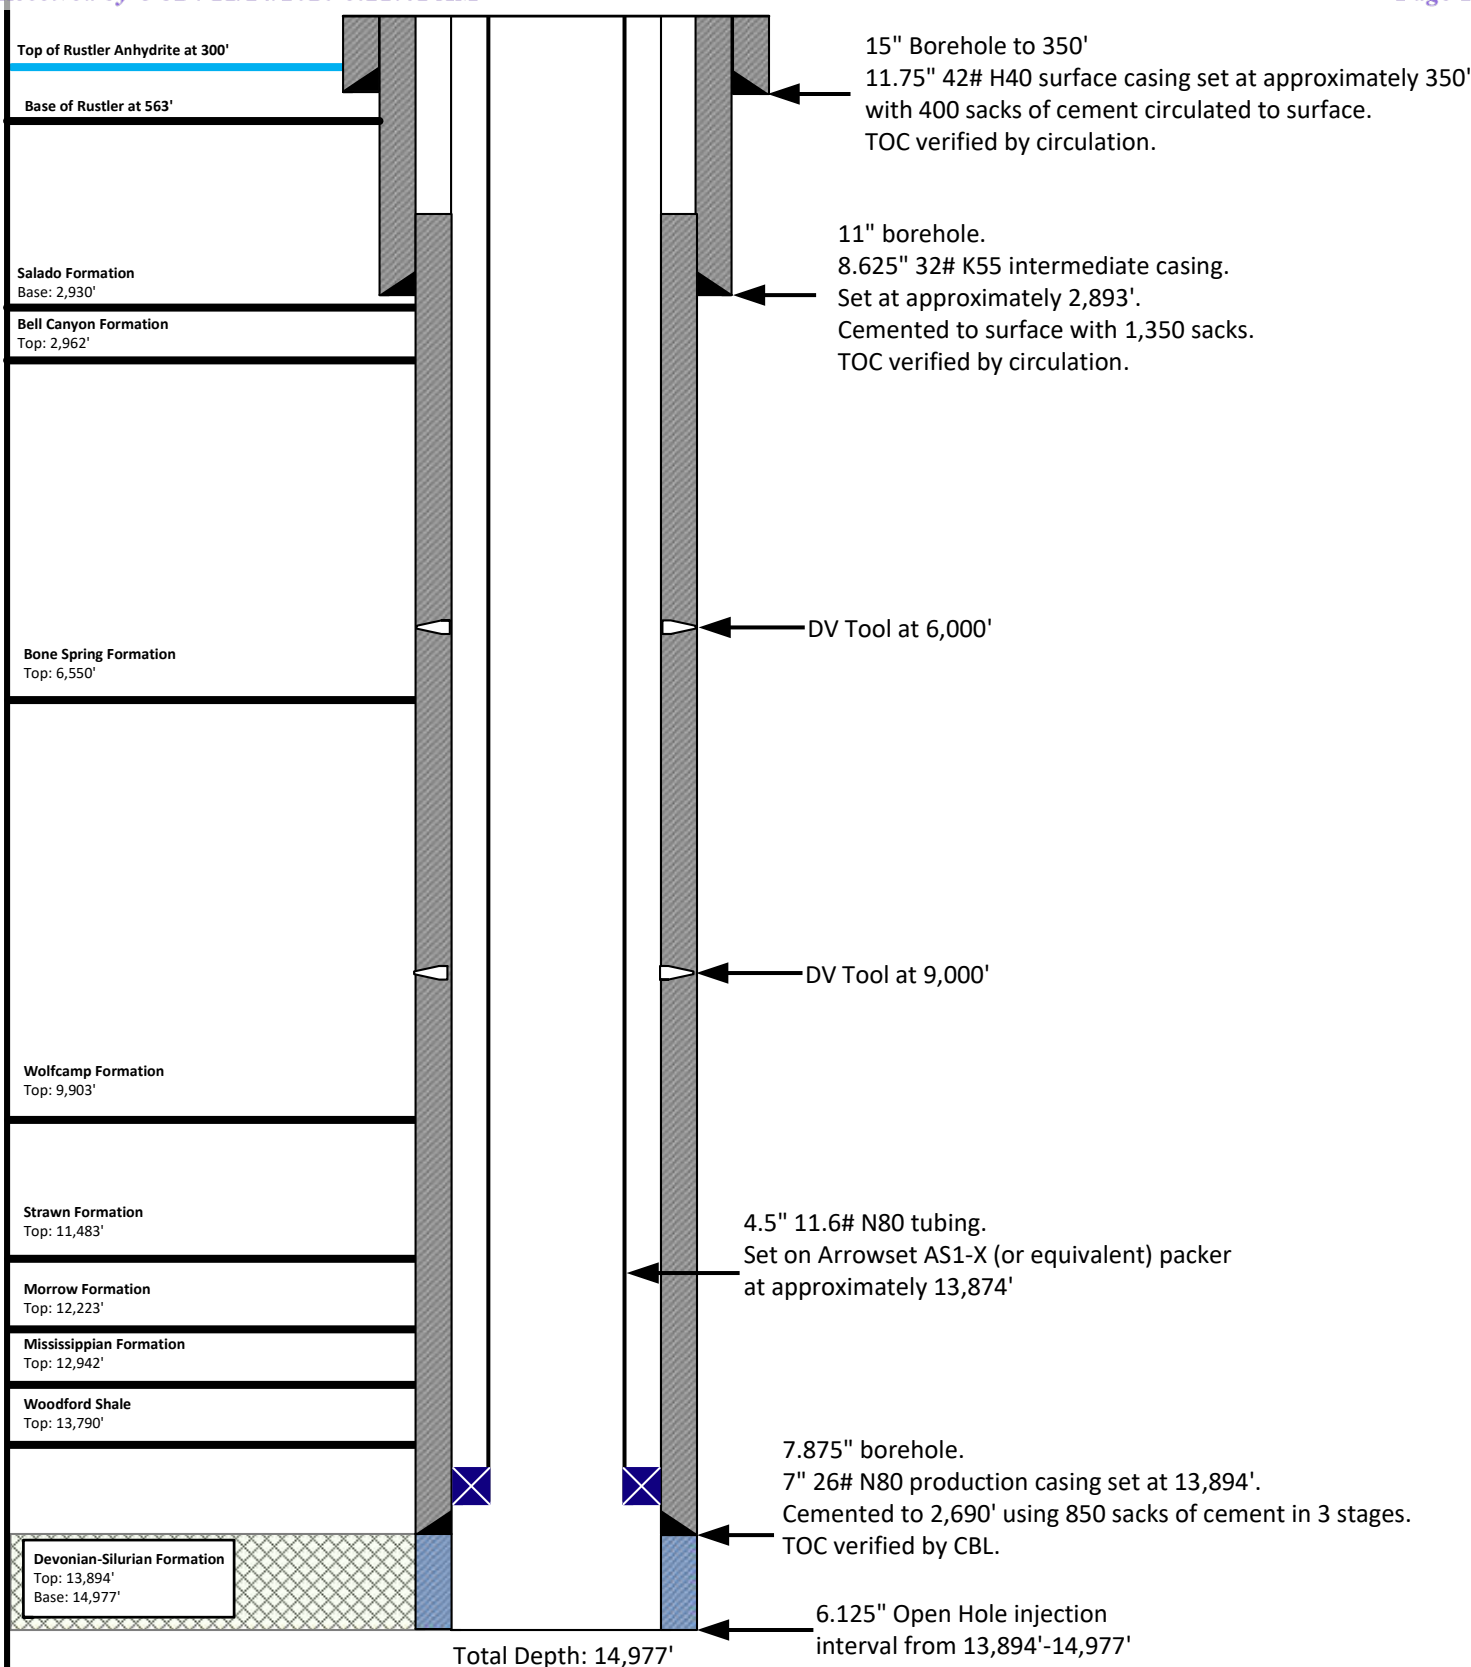 Top of Rustler Anhydrite at 300'
Base of Rustler at 563'
15" Borehole to 350'
11.75" 42# H40 surface casing set at approximately 350'
with 400 sacks of cement circulated to surface.
TOC verified by circulation.
11" borehole.
8.625" 32# K55 intermediate casing.
Set at approximately 2,893'.
Cemented to surface with 1,350 sacks.
TOC verified by circulation.
Salado Formation
Base: 2,930'
Bell Canyon Formation
Top: 2,962'
DV Tool at 6,000'
Bone Spring Formation
Top: 6,550'
DV Tool at 9,000'
Wolfcamp Formation
Top: 9,903'
Strawn Formation
Top: 11,483'
4.5" 11.6# N80 tubing.
Set on Arrowset AS1-X (or equivalent) packer
at approximately 13,874'
Morrow Formation
Top: 12,223'
Mississippian Formation
Top: 12,942'
Woodford Shale
Top: 13,790'
7.875" borehole.
7" 26# N80 production casing set at 13,894'.
Cemented to 2,690' using 850 sacks of cement in 3 stages.
TOC verified by CBL.
Devonian-Silurian Formation
Top: 13,894'
Base: 14,977'
6.125" Open Hole injection
interval from 13,894'-14,977'
Total Depth: 14,977'